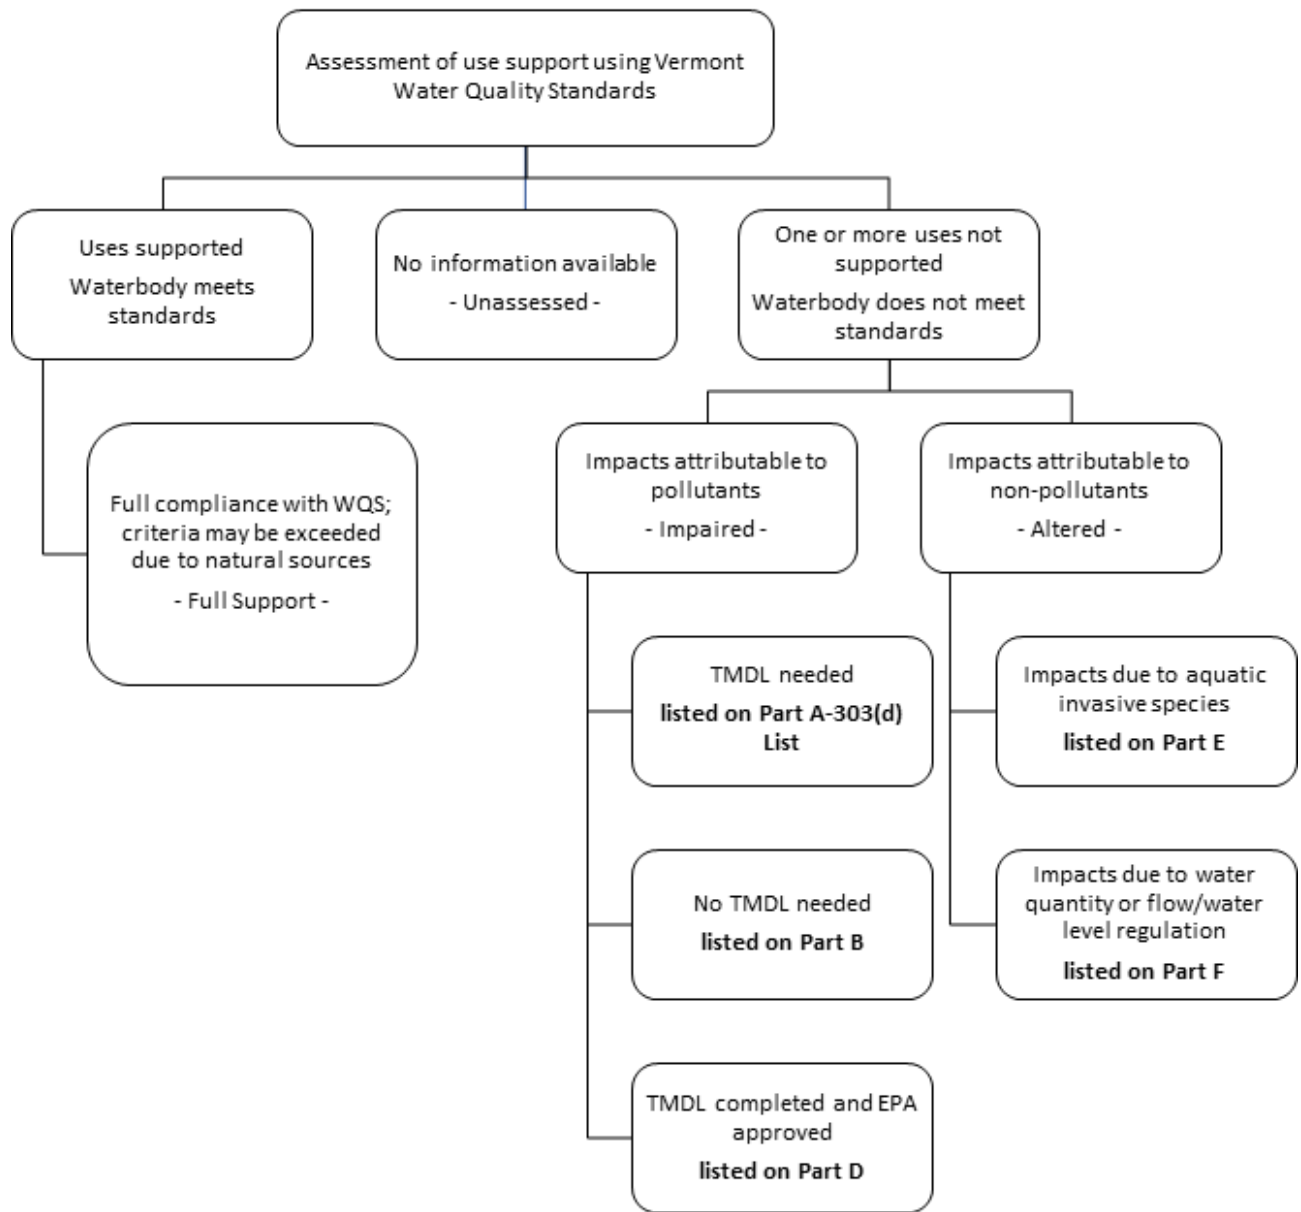 Assessment of use support using Vermont
Water Quality Standards
Uses supported
Waterbody meets
standards
No information available
- Unassessed -
One or more uses not
supported
Waterbody does not meet
standards
Full compliance with WQS;
criteria may be exceeded
due to natural sources
- Full Support -
Impacts attributable to
pollutants
- Impaired -
Impacts attributable to
non-pollutants
- Altered -
TMDL needed
listed on Part A-303(d)
List
Impacts due to aquatic
invasive species
listed on Part E
No TMDL needed
listed on Part B
Impacts due to water
quantity or flow/water
level regulation
listed on Part F
TMDL completed and EPA
approved
listed on Part D